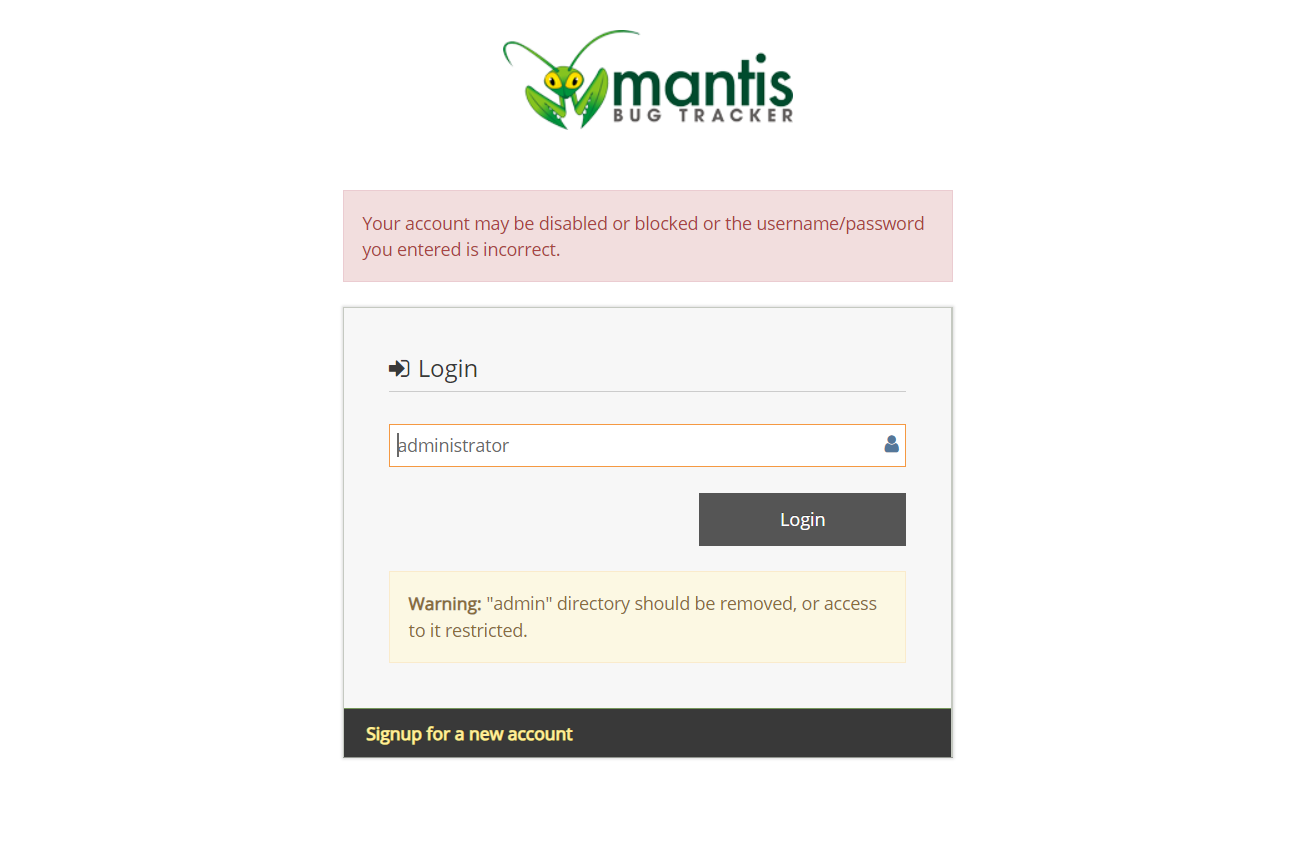 mantis
BUG TRACKER
Your account may be disabled or blocked or the username/password
you entered is incorrect.
Login
administrator
Login
Warning: "admin" directory should be removed, or access
to it restricted.
Signup for a new account